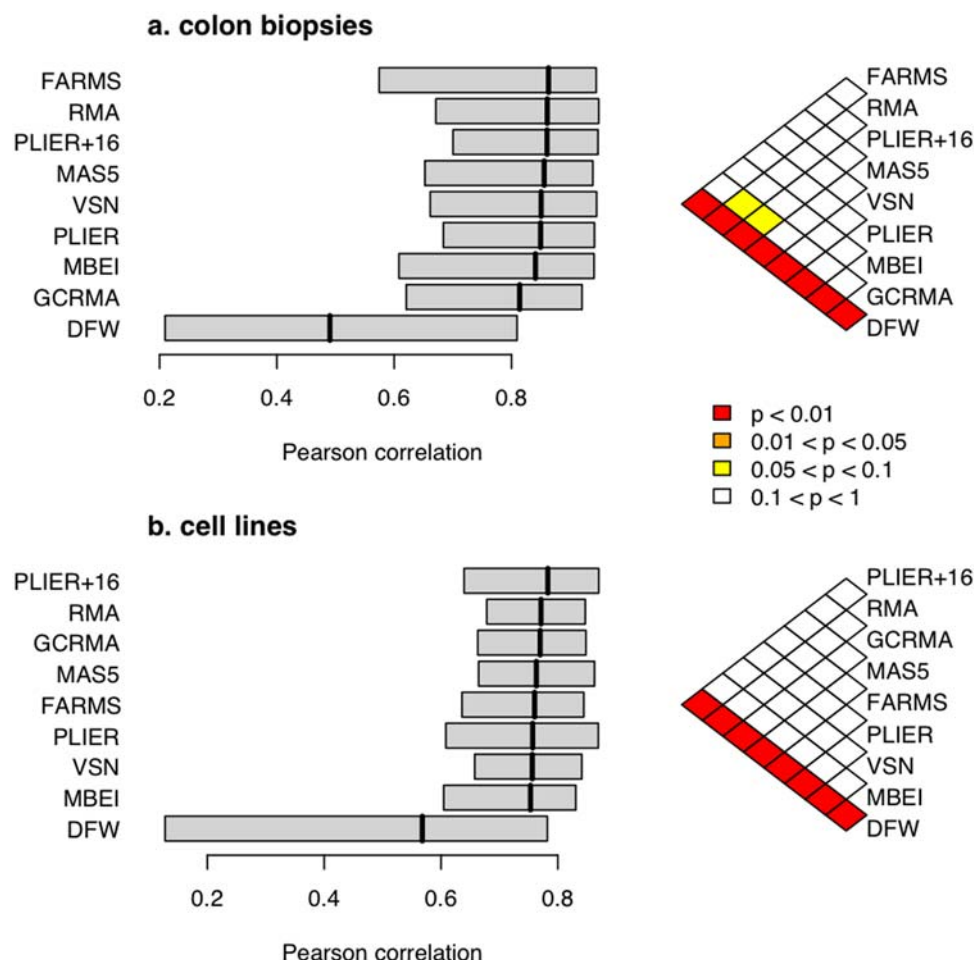 a. colon biopsies
FARMS
RMA
PLIER+16
MAS5
VSN
PLIER
MBEI
GCRMA
DFW
0.2 0.4 0.6 0.8
Pearson correlation
FARMS
RMA
PLIER+16
MAS5
VSN
PLIER
MBEI
GCRMA
DFW
p < 0.01
0.01 < p < 0.05
0.05 < p < 0.1
0.1 < p < 1
b. cell lines
PLIER+16
RMA
GCRMA
MAS5
FARMS
PLIER
VSN
MBEI
DFW
0.2 0.4 0.6 0.8
Pearson correlation
PLIER+16
RMA
GCRMA
MAS5
FARMS
PLIER
VSN
MBEI
DFW